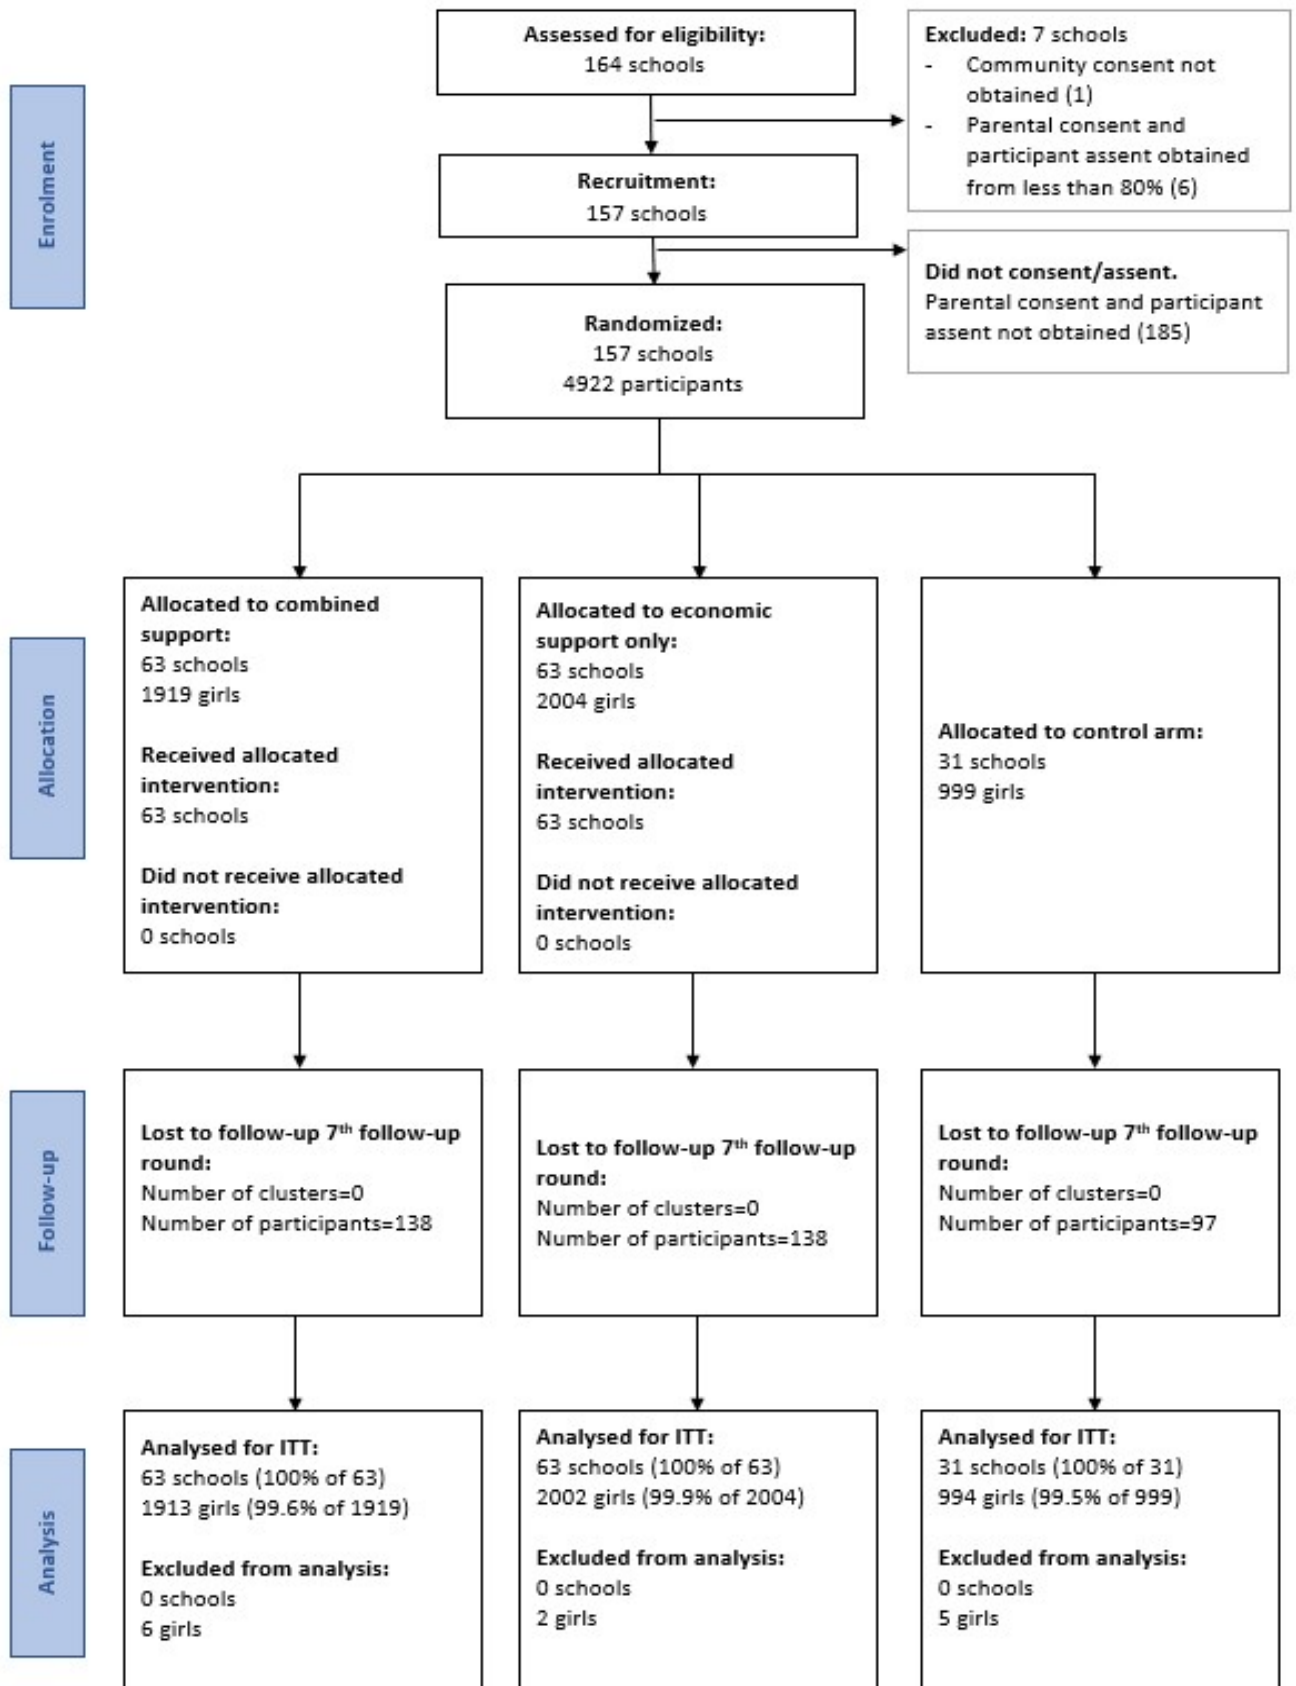 Assessed for eligibility:
164 schools
Excluded: 7 schools
- Community consent not
obtained (1)
- Parental consent and
participant assent obtained
from less than 80% (6)
Enrolment
Recruitment:
157 schools
Did not consent/assent.
Parental consent and participant
assent not obtained (185)
Randomized:
157 schools
4922 participants
Allocation
Allocated to combined
support:
63 schools
1919 girls
Received allocated
intervention:
63 schools
Did not receive allocated
intervention:
0 schools
Allocated to economic
support only:
63 schools
2004 girls
Received allocated
intervention:
63 schools
Did not receive allocated
intervention:
0 schools
Allocated to control arm:
31 schools
999 girls
Follow-up
Lost to follow-up 7th follow-up
round:
Number of clusters=0
Number of participants=138
Lost to follow-up 7th follow-up
round:
Number of clusters=0
Number of participants=138
Lost to follow-up 7th follow-up
round:
Number of clusters=0
Number of participants=97
Analysis
Analysed for ITT:
63 schools (100% of 63)
1913 girls (99.6% of 1919)
Excluded from analysis:
0 schools
6 girls
Analysed for ITT:
63 schools (100% of 63)
2002 girls (99.9% of 2004)
Excluded from analysis:
0 schools
2 girls
Analysed for ITT:
31 schools (100% of 31)
994 girls (99.5% of 999)
Excluded from analysis:
0 schools
5 girls